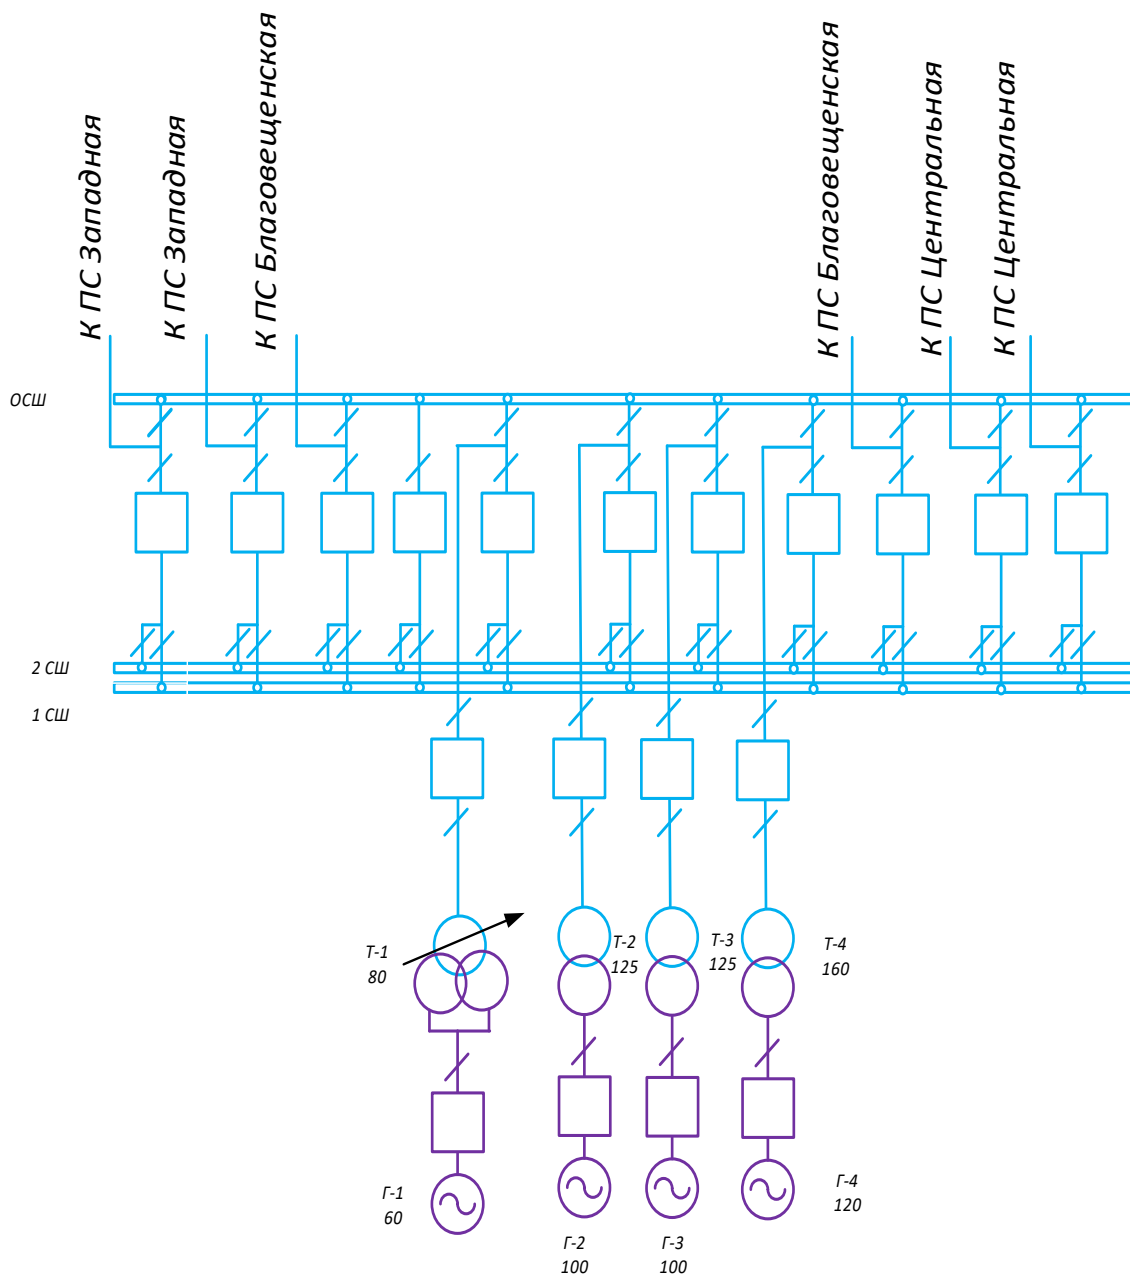 К ПС Западная
К ПС Западная
К ПС Благовещенская
К ПС Благовещенская
К ПС Центральная
К ПС Центральная
ОСШ
2 СШ
1 СШ
Т-1
80
Т-2
125
Т-3
125
Т-4
160
Г-1
60
Г-2
100
Г-3
100
Г-4
120